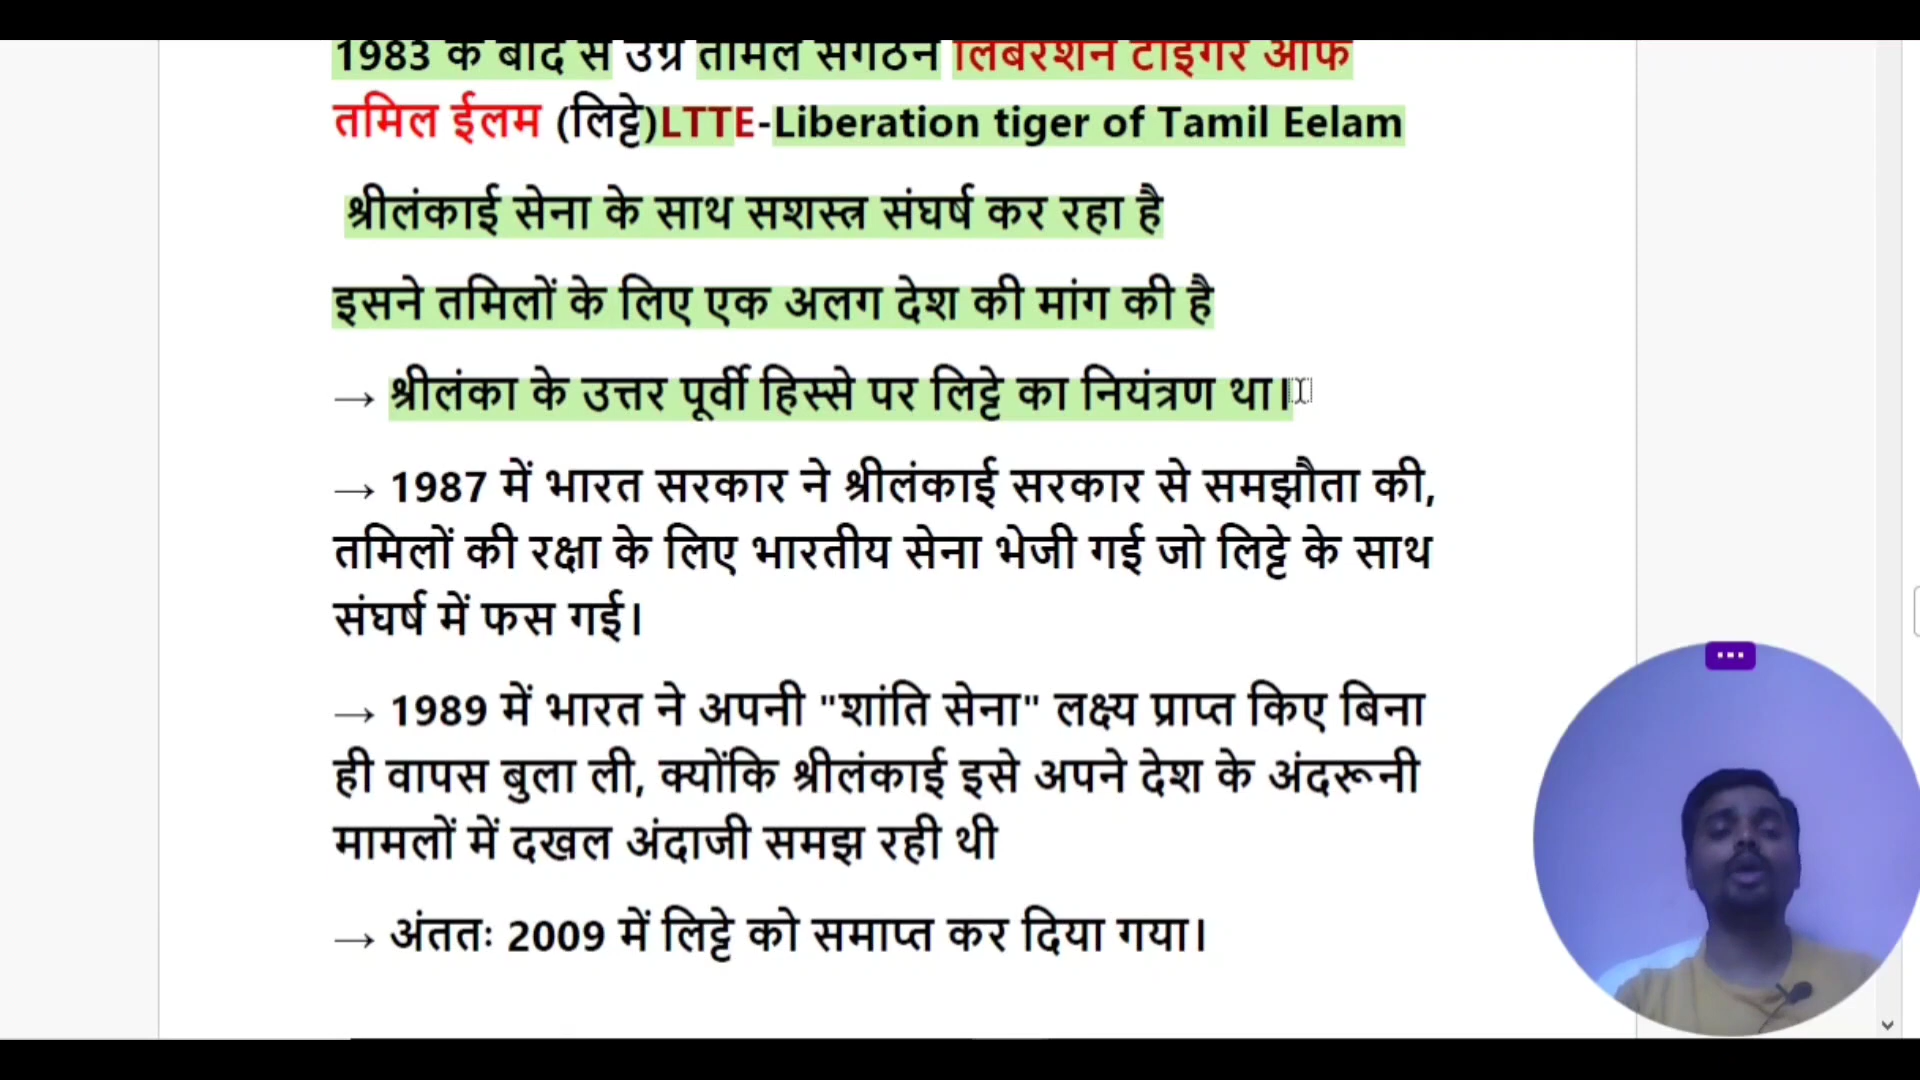 1983 के बाद से उग्र तमिल संगठन लिबरेशन टाइगर ऑफ
तमिल ईलम (लिट्टे)LTTE-Liberation tiger of Tamil Eelam
श्रीलंकाई सेना के साथ सशस्त्र संघर्ष कर रहा है
इसने तमिलों के लिए एक अलग देश की मांग की है
→ श्रीलंका के उत्तर पूर्वी हिस्से पर लिट्टे का नियंत्रण था।
→ 1987 में भारत सरकार ने श्रीलंकाई सरकार से समझौता की,
तमिलों की रक्षा के लिए भारतीय सेना भेजी गई जो लिट्टे के साथ
संघर्ष में फस गई।
→ 1989 में भारत ने अपनी "शांति सेना" लक्ष्य प्राप्त किए बिना
ही वापस बुला ली, क्योंकि श्रीलंकाई इसे अपने देश के अंदरूनी
मामलों में दखल अंदाजी समझ रही थी
→ अंततः 2009 में लिट्टे को समाप्त कर दिया गया।